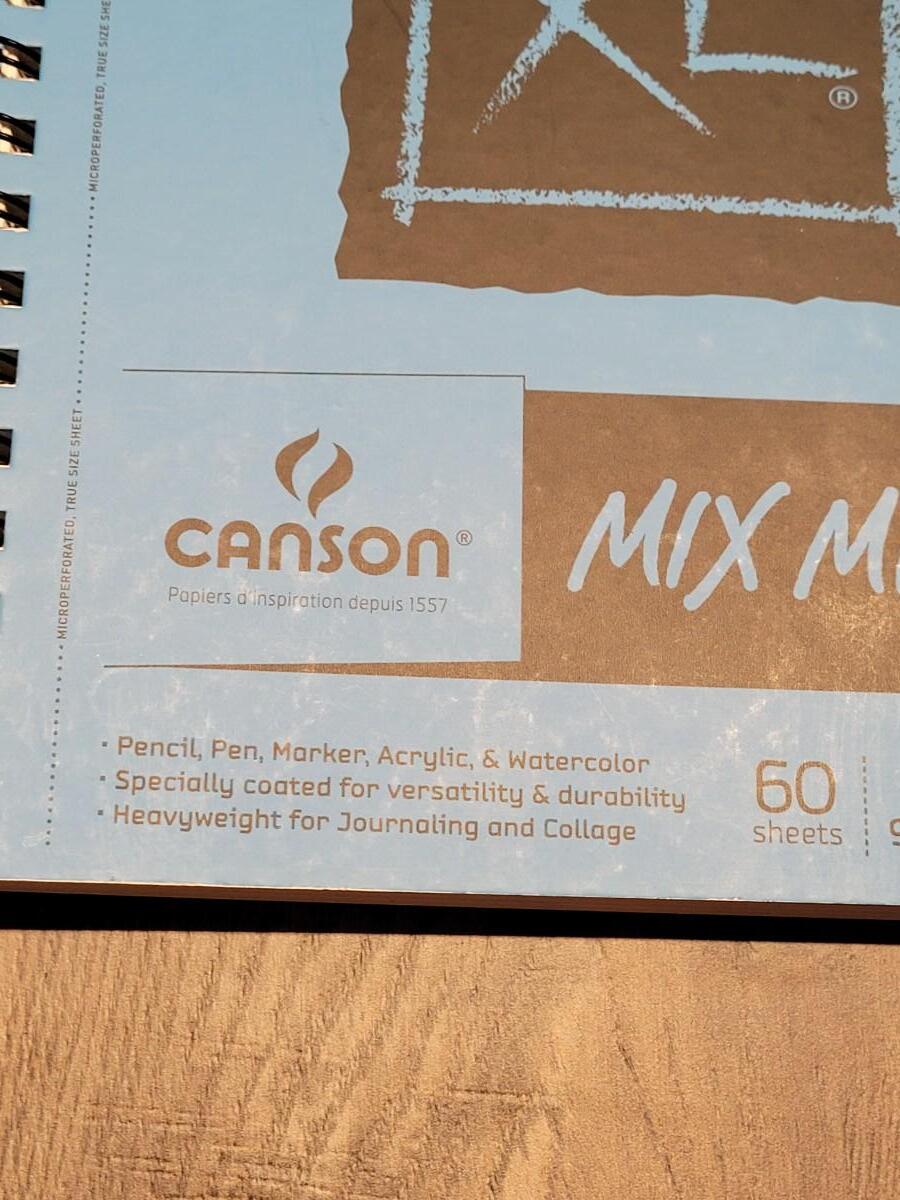 XL®
MICROPERFORATED, TRUE SIZE
MICROPERFORATED, TRUE SIZE SHEET
CANSON®
Papiers d'inspiration depuis 1557
MIX
· Pencil, Pen, Marker, Acrylic, & Watercolor
· Specially coated for versatility & durability
· Heavyweight for Journaling and Collage
60
sheets